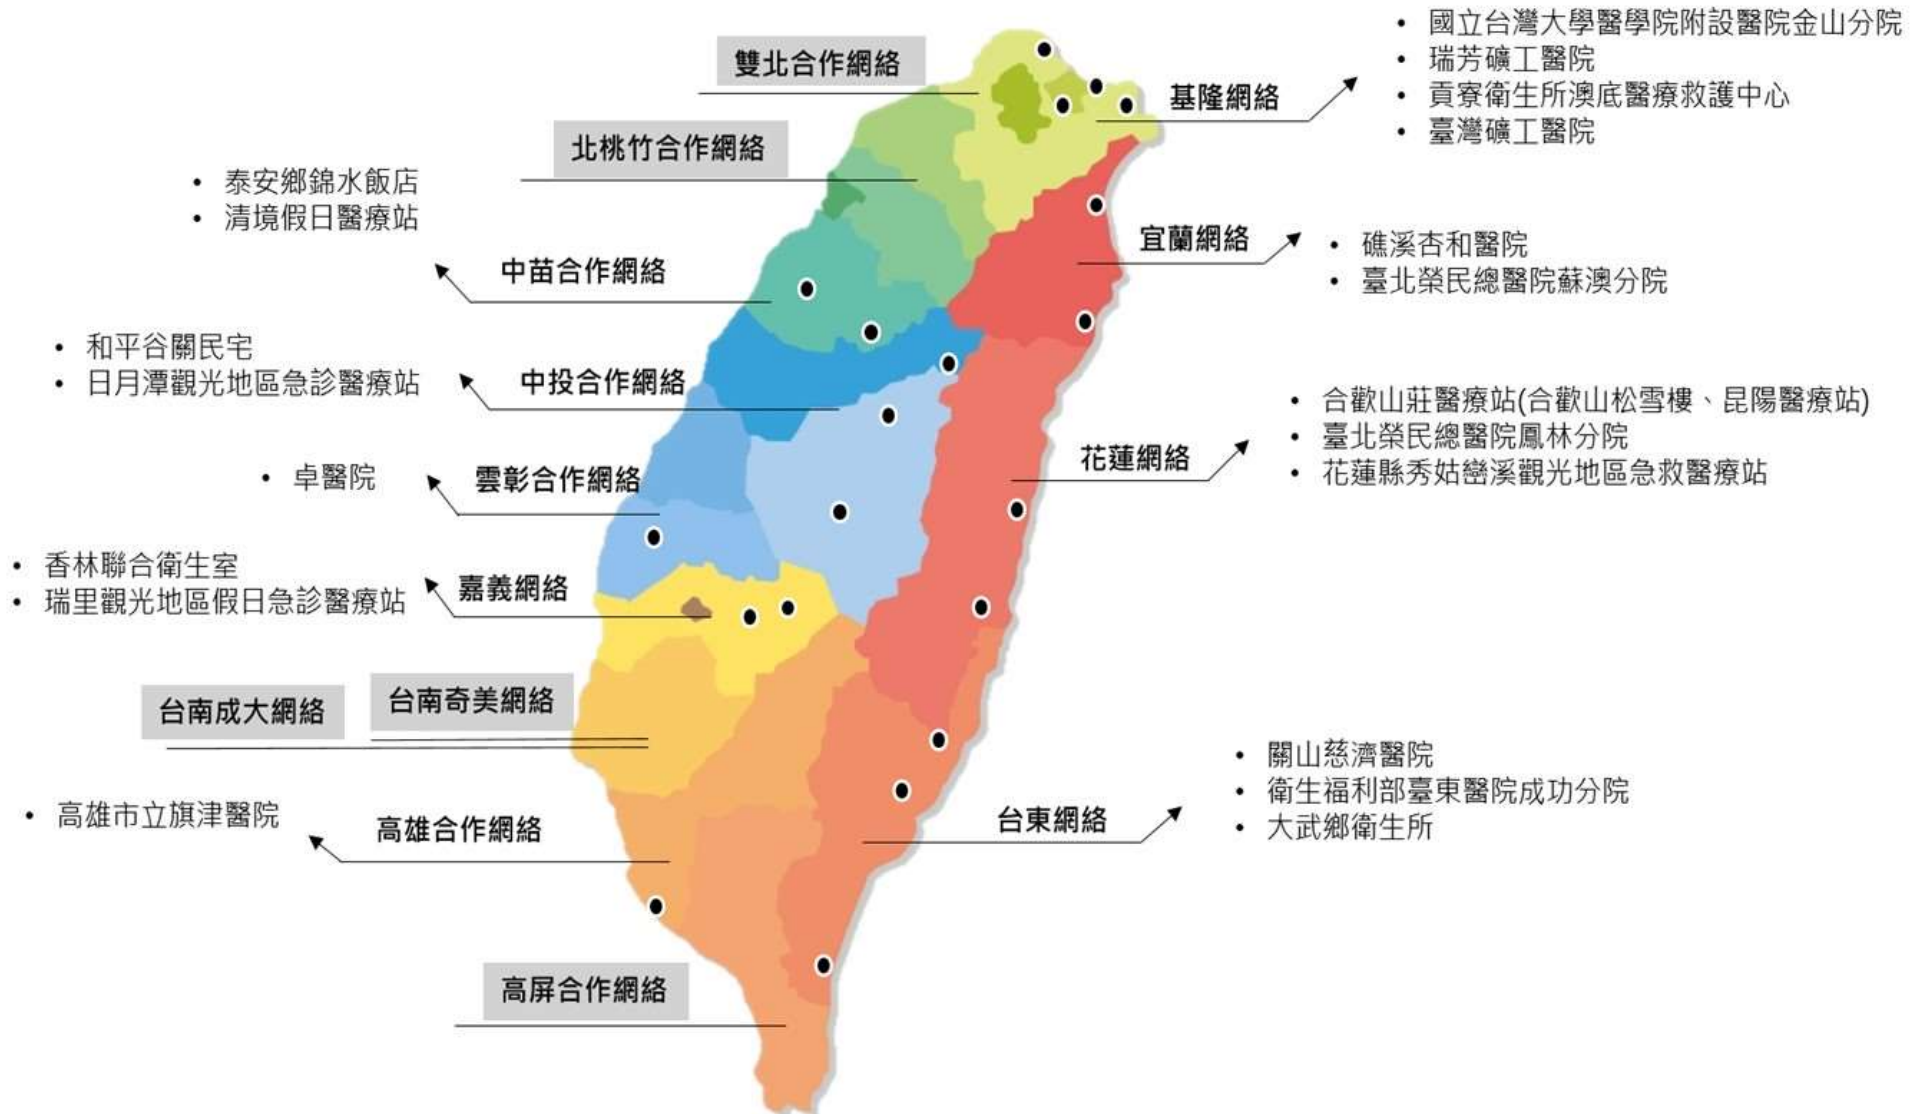 雙北合作網絡
基隆網絡
• 國立台灣大學醫學院附設醫院金山分院
• 瑞芳礦工醫院
• 貢寮衛生所澳底醫療救護中心
• 臺灣礦工醫院
北桃竹合作網絡
• 泰安鄉錦水飯店
• 清境假日醫療站
中苗合作網絡
宜蘭網絡
• 礁溪杏和醫院
• 臺北榮民總醫院蘇澳分院
• 和平谷關民宅
• 日月潭觀光地區急診醫療站
中投合作網絡
花蓮網絡
• 合歡山莊醫療站(合歡山松雪樓、昆陽醫療站)
• 臺北榮民總醫院鳳林分院
• 花蓮縣秀姑巒溪觀光地區急救醫療站
• 卓醫院
雲彰合作網絡
• 香林聯合衛生室
• 瑞里觀光地區假日急診醫療站
嘉義網絡
台南成大網絡
台南奇美網絡
• 高雄市立旗津醫院
高雄合作網絡
台東網絡
• 關山慈濟醫院
• 衛生福利部臺東醫院成功分院
• 大武鄉衛生所
高屏合作網絡